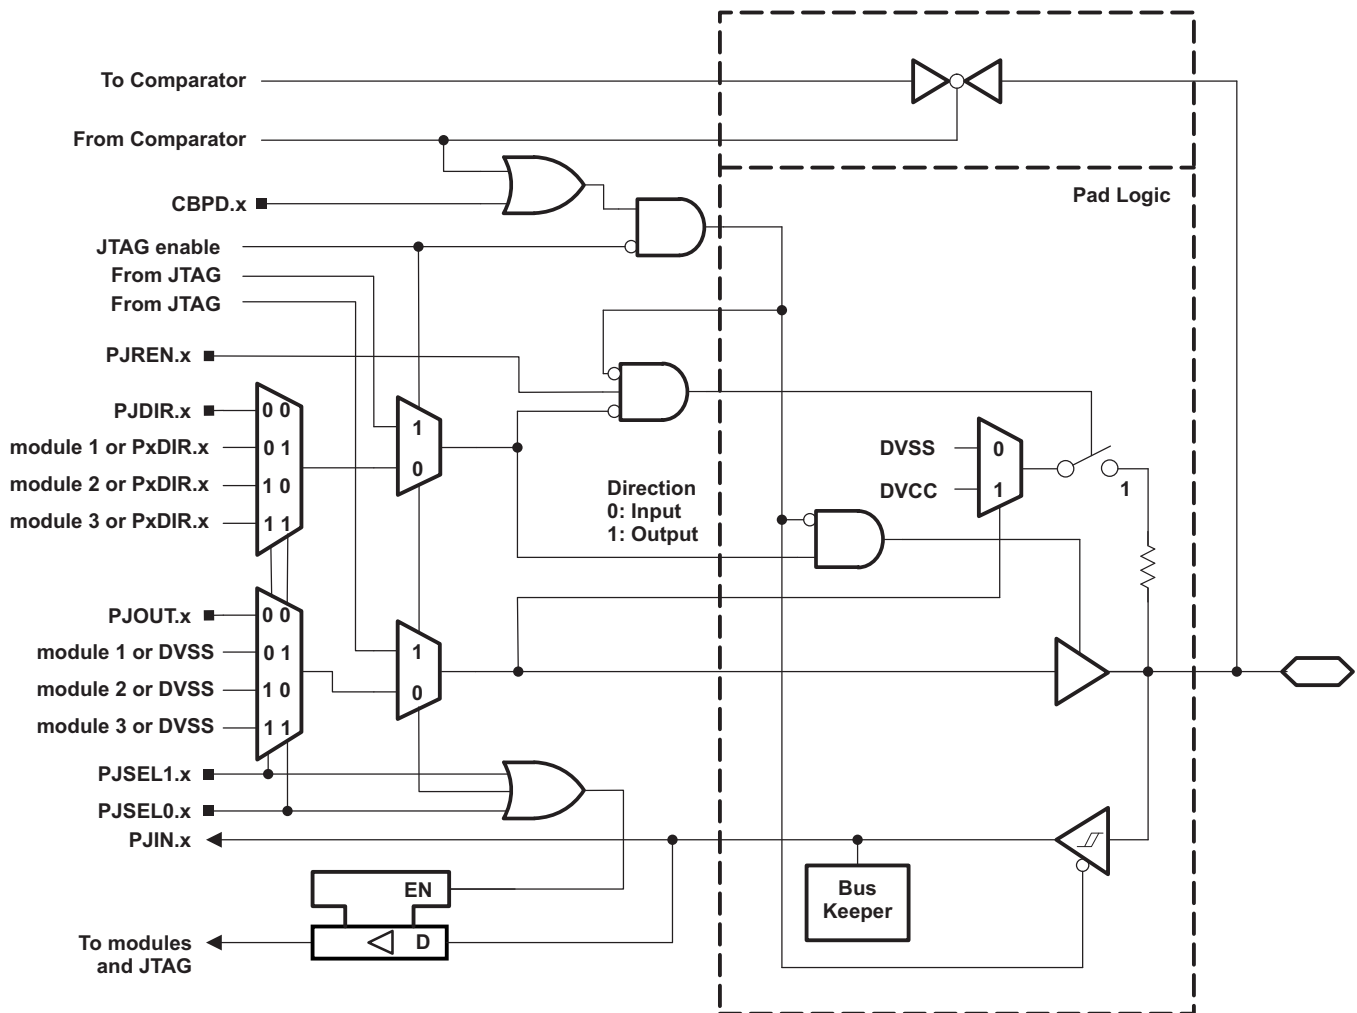 To Comparator
From Comparator
Pad Logic
CBPD.x
JTAG enable
From JTAG
From JTAG
PJREN.x
PJDIR.x
0 0
module 1 or PxDIR.x
0 1
module 2 or PxDIR.x
1 0
module 3 or PxDIR.x
1 1
1
0
DVSS
0
DVCC
1
1
Direction
0: Input
1: Output
PJOUT.x
0 0
module 1 or DVSS
0 1
module 2 or DVSS
1 0
module 3 or DVSS
1 1
1
0
PJSEL1.x
PJSEL0.x
PJIN.x
EN
D
Bus
Keeper
To modules
and JTAG